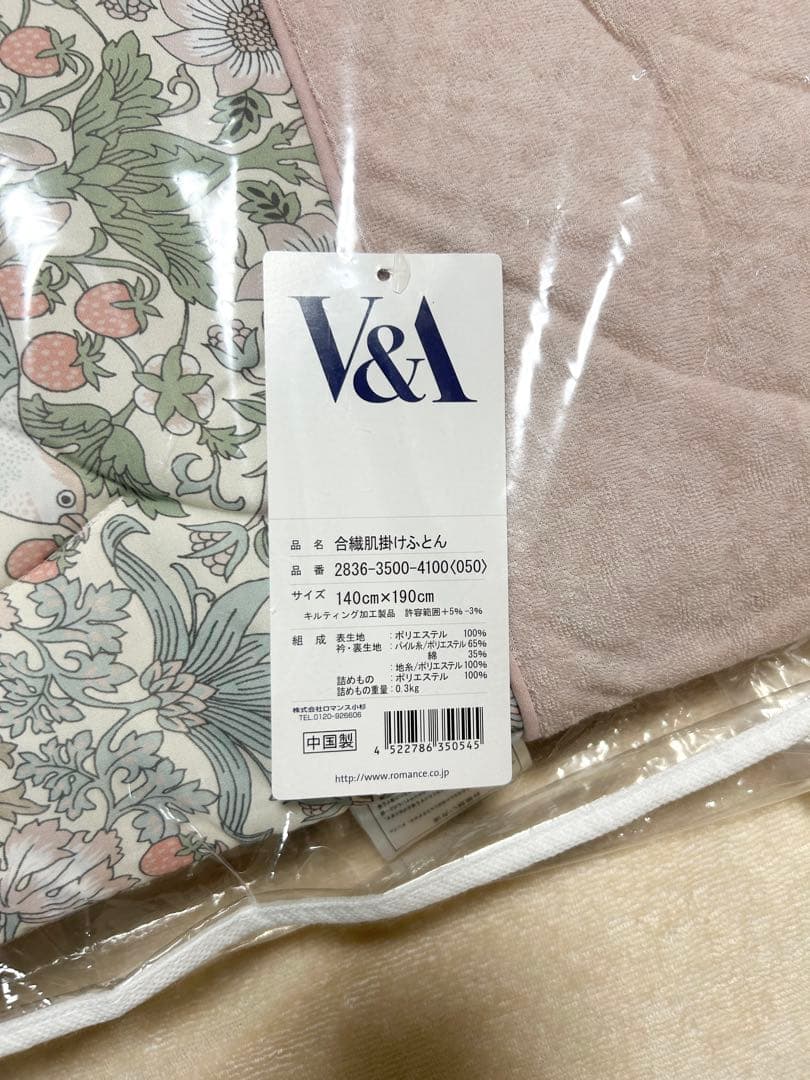 V&A
品名 合繊肌掛けふとん
品番 2836-3500-4100〈050〉
サイズ 140cm×190cm
キルティング加工製品 許容範囲+5% -3%
組成 表生地 : ポリエステル 100%
衿・裏生地 : パイル糸/ポリエステル 65%
綿 35%
: 地糸/ポリエステル 100%
詰めもの : ポリエステル 100%
詰めもの重量 : 0.3kg
株式会社ロマンス小杉
TEL.0120-926606
中国製
4 522786 350545
http://www.romance.co.jp